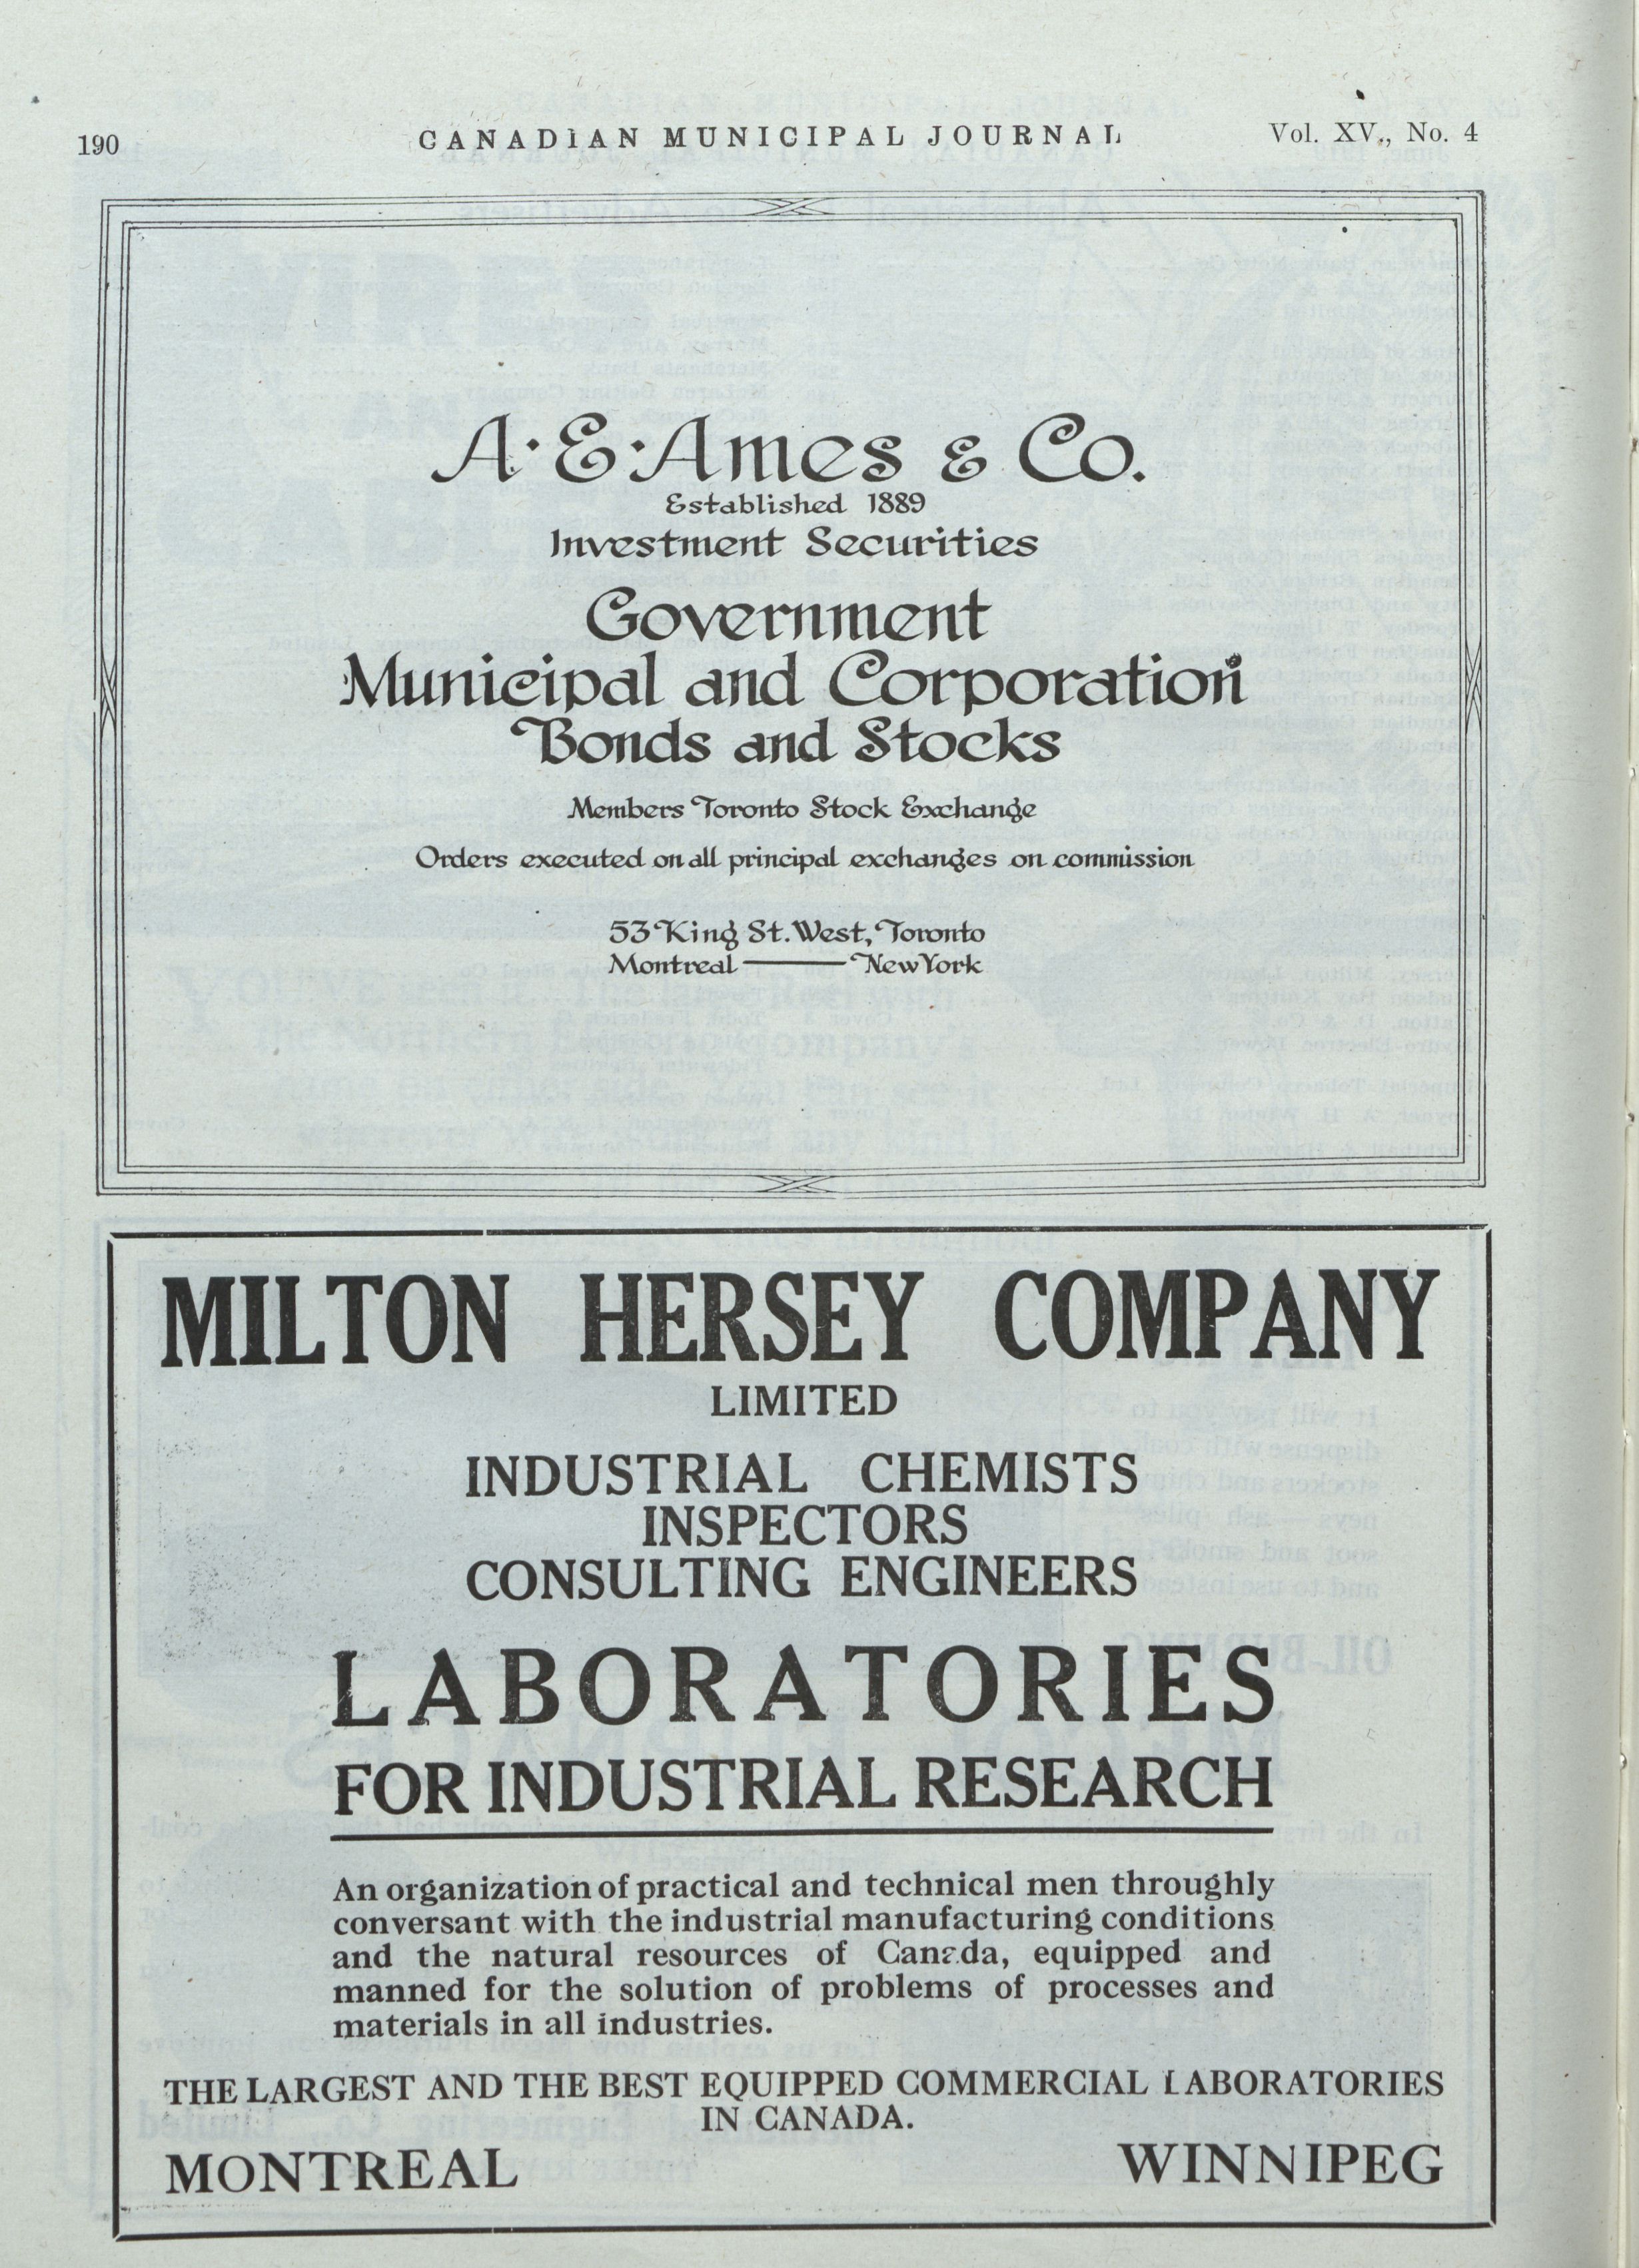 190
CANADIAN MUNICIPAL JOURNAL
Vol. XV., No. 4
A. E. Ames & Co.
Established 1889
Investment Securities
Government
Municipal and Corporation
Bonds and Stocks
Members Toronto Stock Exchange
Orders executed on all principal exchanges on commission
53 King St. West, Toronto
Montreal ——— New York
MILTON HERSEY COMPANY
LIMITED
INDUSTRIAL CHEMISTS
INSPECTORS
CONSULTING ENGINEERS
LABORATORIES
FOR INDUSTRIAL RESEARCH
An organization of practical and technical men throughly
conversant with the industrial manufacturing conditions
and the natural resources of Canada, equipped and
manned for the solution of problems of processes and
materials in all industries.
THE LARGEST AND THE BEST EQUIPPED COMMERCIAL LABORATORIES
IN CANADA.
MONTREAL
WINNIPEG